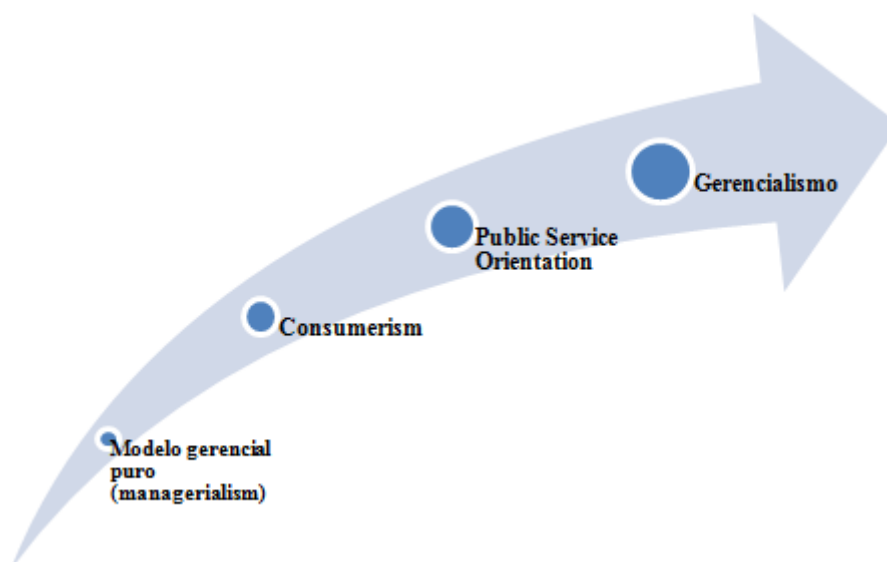 Gerencialismo
Public Service
Orientation
Consumerism
Modelo gerencial
puro
(managerialism)